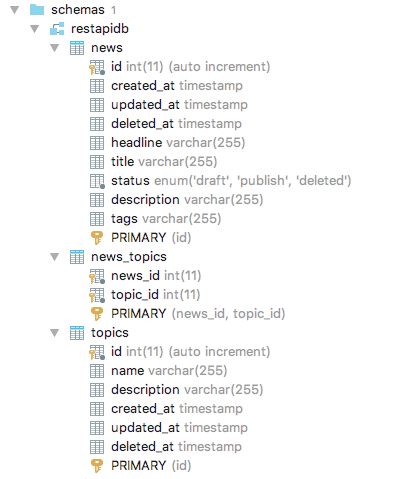 schemas 1
restapidb
news
id int(11) (auto increment)
created_at timestamp
updated_at timestamp
deleted_at timestamp
headline varchar(255)
title varchar(255)
status enum('draft', 'publish', 'deleted')
description varchar(255)
tags varchar(255)
PRIMARY (id)
news_topics
news_id int(11)
topic_id int(11)
PRIMARY (news_id, topic_id)
topics
id int(11) (auto increment)
name varchar(255)
description varchar(255)
created_at timestamp
updated_at timestamp
deleted_at timestamp
PRIMARY (id)